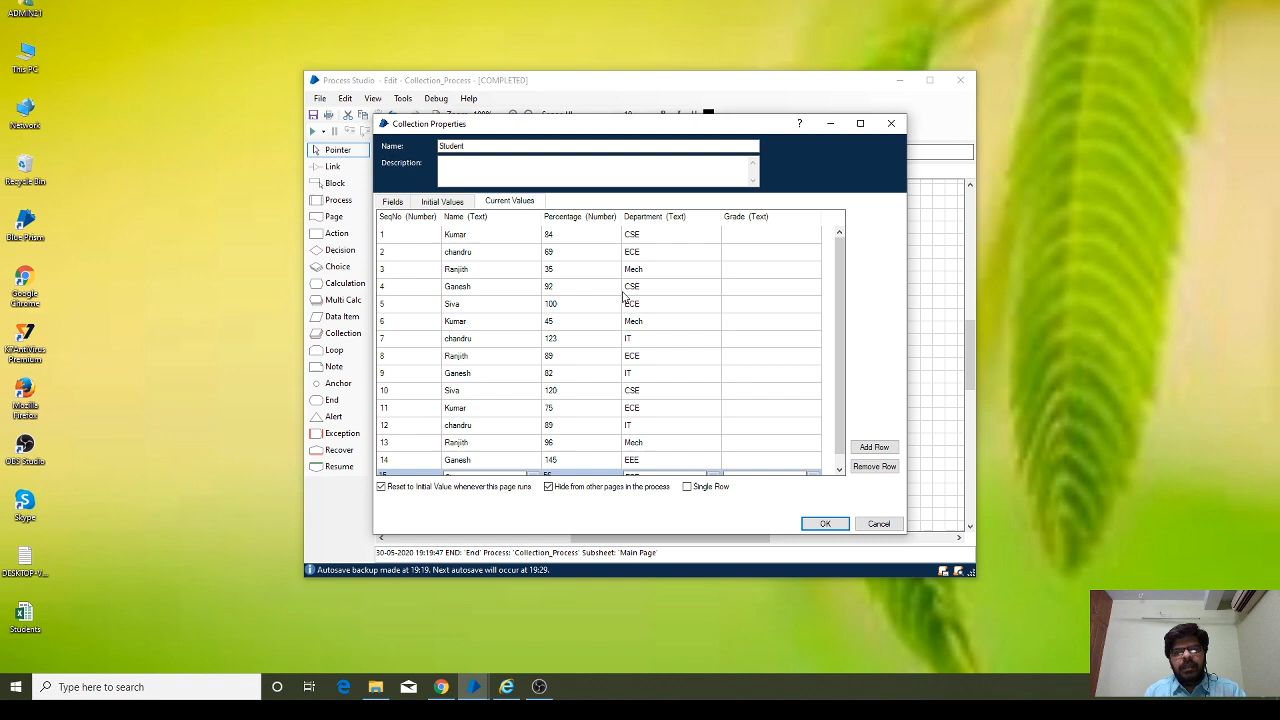 ADMIN21
This PC
Network
Recycle Bin
Blue Prism
Google
Chrome
K7AntiVirus
Premium
Mozilla
Firefox
OBS Studio
Skype
DESKTOP-V...
Students
Process Studio - Edit - Collection_Process - [COMPLETED]
File Edit View Tools Debug Help
Collection Properties
Name: Student
Description:
Pointer
Link
Block
Process
Page
Action
Decision
Choice
Calculation
Multi Calc
Data Item
Collection
Loop
Note
Anchor
End
Alert
Exception
Recover
Resume
Fields Initial Values Current Values
SeqNo (Number) Name (Text) Percentage (Number) Department (Text) Grade (Text)
1 Kumar 84 CSE
2 chandru 69 ECE
3 Ranjith 35 Mech
4 Ganesh 92 CSE
5 Siva 100 ECE
6 Kumar 45 Mech
7 chandru 123 IT
8 Ranjith 89 ECE
9 Ganesh 82 IT
10 Siva 120 CSE
11 Kumar 75 ECE
12 chandru 89 IT
13 Ranjith 96 Mech
14 Ganesh 145 EEE
Add Row
Remove Row
Reset to Initial Value whenever this page runs Hide from other pages in the process Single Row
OK Cancel
30-05-2020 19:19:47 END: 'End' Process: 'Collection_Process' Subsheet: 'Main Page'
Autosave backup made at 19:19. Next autosave will occur at 19:29.
Type here to search